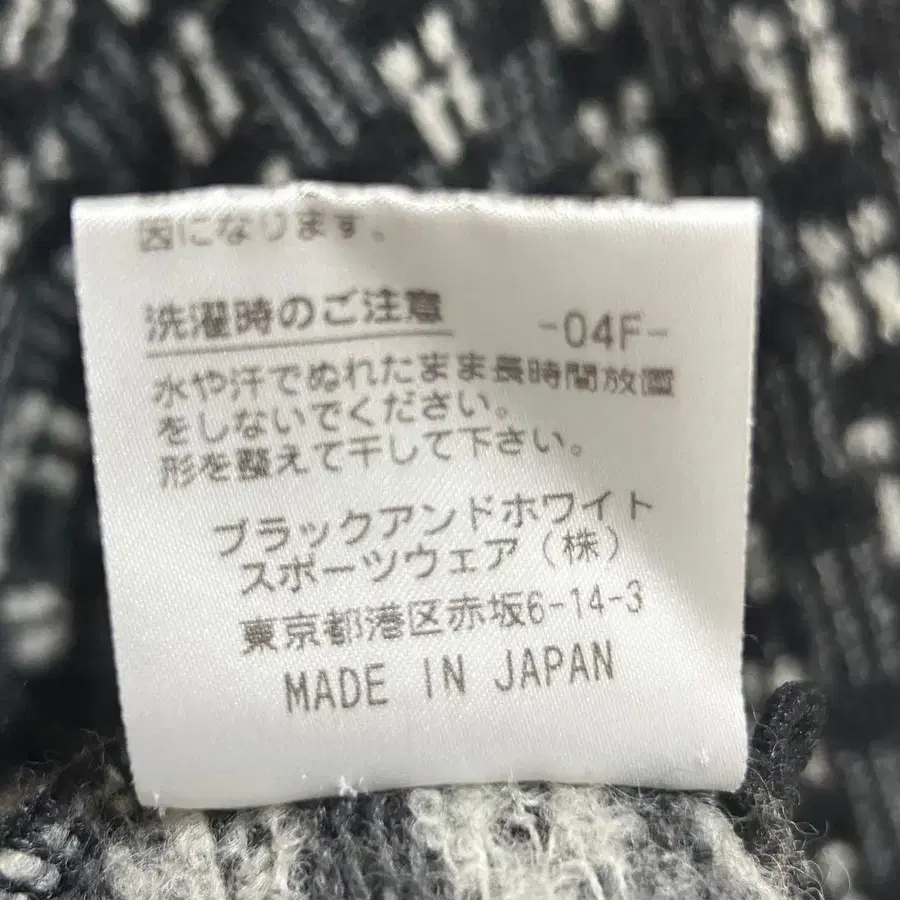 因になります。
洗濯時のご注意 -04F-
水や汗でぬれたまま長時間放置
をしないでください。
形を整えて干して下さい。
ブラックアンドホワイト
スポーツウェア(株)
東京都港区赤坂6-14-3
MADE IN JAPAN